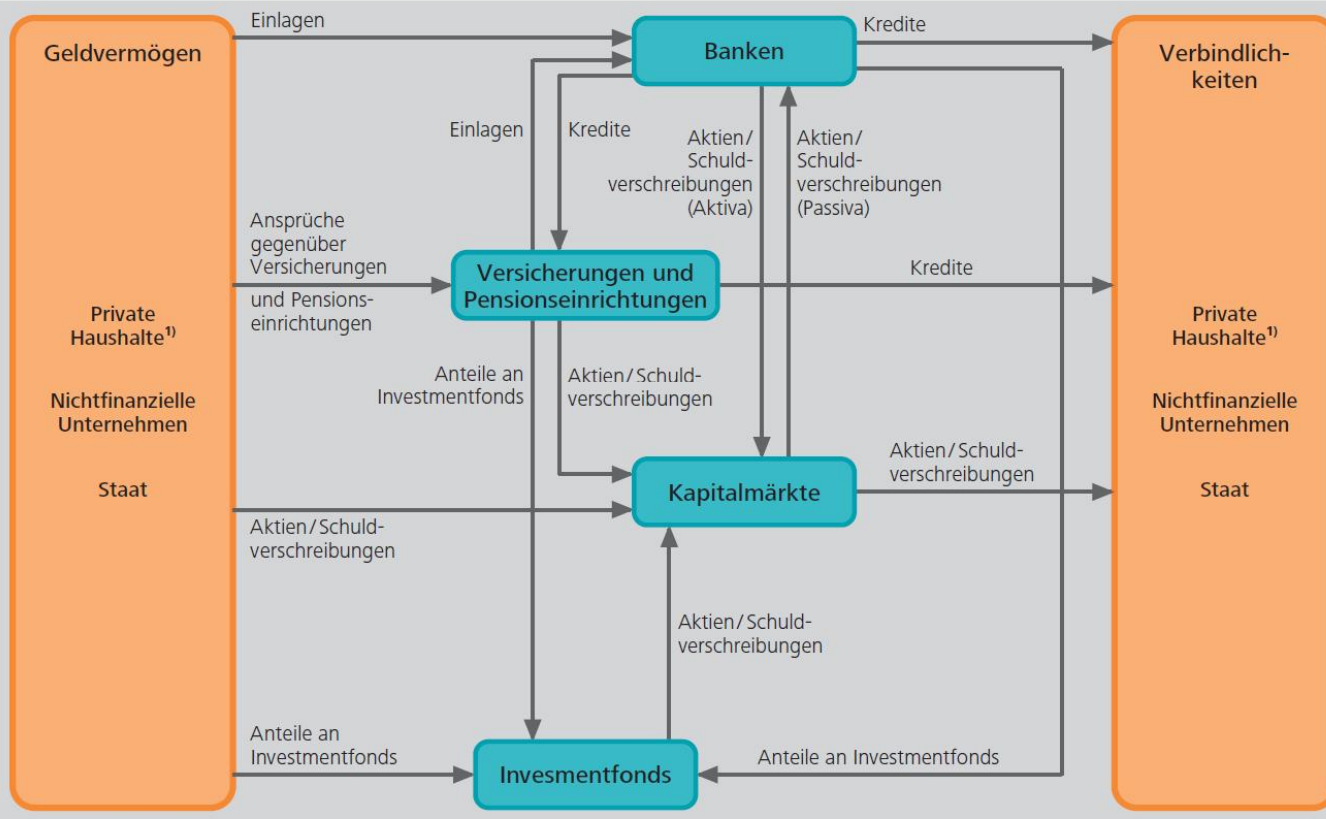 Einlagen
Geldvermögen
Banken
Kredite
Verbindlich-
keiten
Einlagen
Kredite
Aktien/
Schuld-
verschreibungen
(Aktiva)
Aktien/
Schuld-
verschreibungen
(Passiva)
Ansprüche
gegenüber
Versicherungen
und Pensions-
einrichtungen
Versicherungen und
Pensionseinrichtungen
Kredite
Private
Haushalte¹⁾
Nichtfinanzielle
Unternehmen
Staat
Private
Haushalte¹⁾
Nichtfinanzielle
Unternehmen
Staat
Anteile an
Investmentfonds
Aktien/Schuld-
verschreibungen
Kapitalmärkte
Aktien/Schuld-
verschreibungen
Aktien/Schuld-
verschreibungen
Aktien/Schuld-
verschreibungen
Anteile an
Investmentfonds
Invesmentfonds
Anteile an Investmentfonds